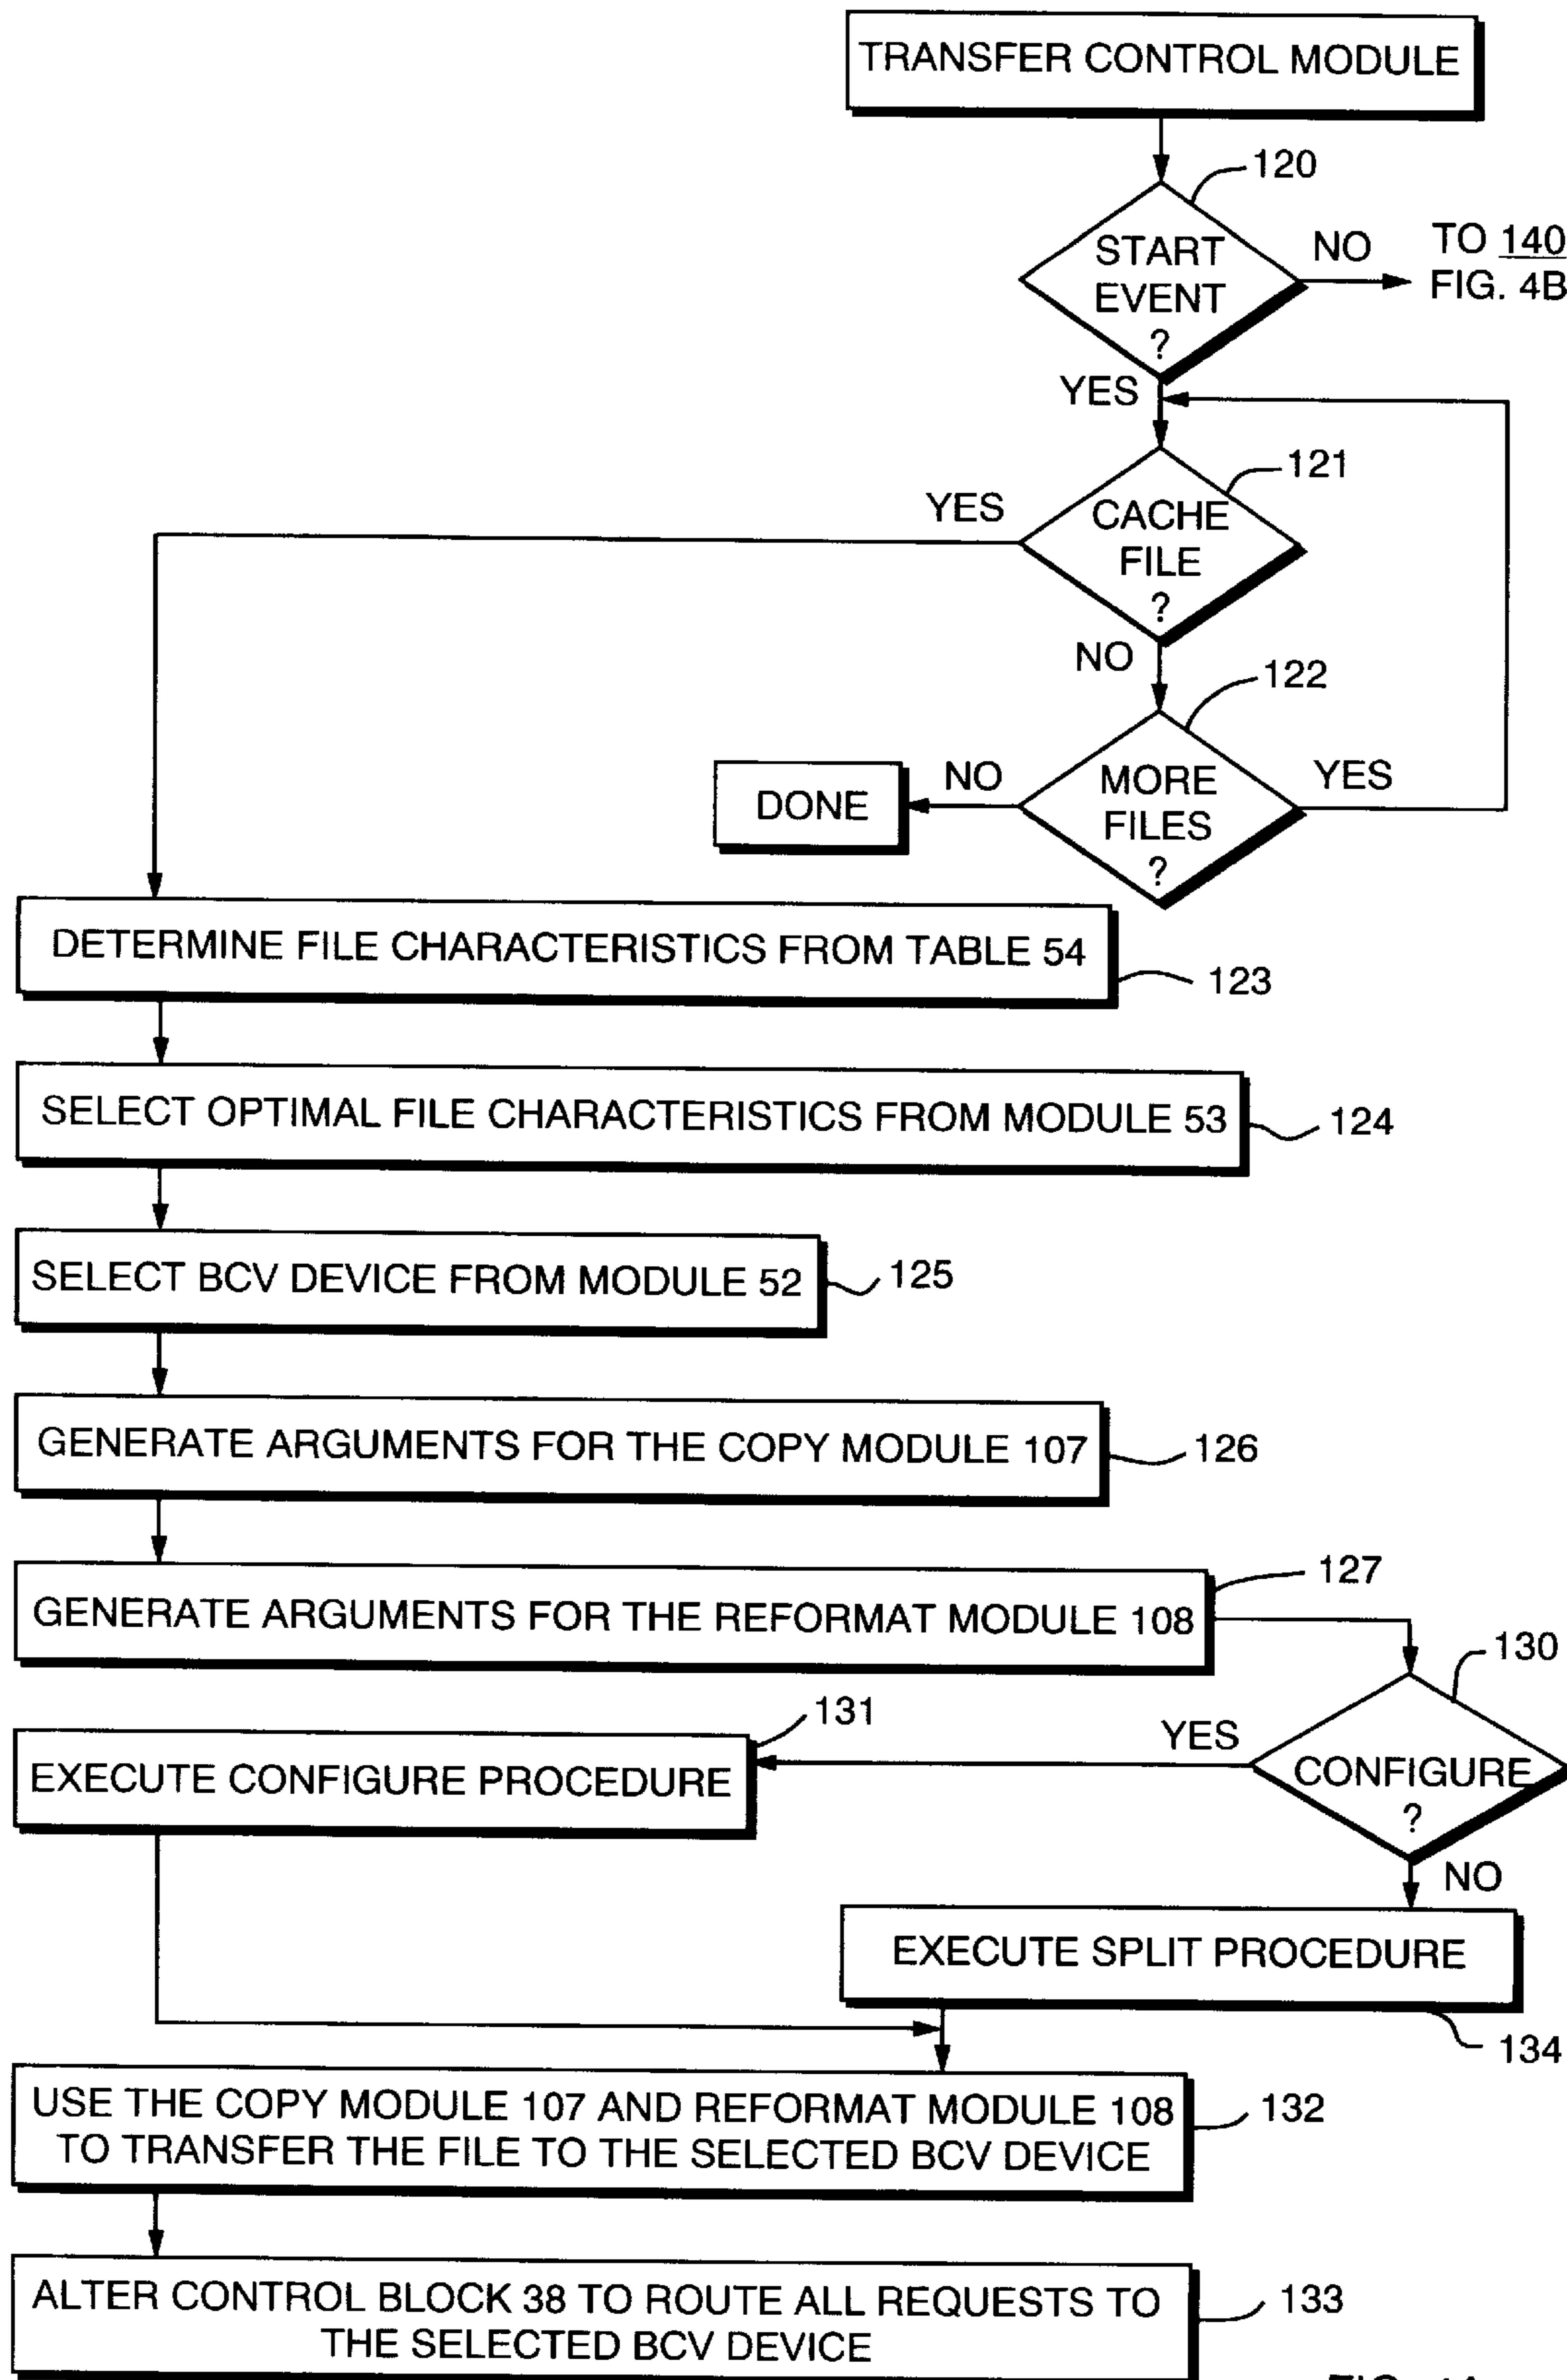 TRANSFER CONTROL MODULE
120
START
EVENT
?
NO
TO 140
FIG. 4B
YES
121
YES
CACHE
FILE
?
NO
122
MORE
FILES
?
YES
NO
DONE
DETERMINE FILE CHARACTERISTICS FROM TABLE 54
123
SELECT OPTIMAL FILE CHARACTERISTICS FROM MODULE 53
124
SELECT BCV DEVICE FROM MODULE 52
125
GENERATE ARGUMENTS FOR THE COPY MODULE 107
126
GENERATE ARGUMENTS FOR THE REFORMAT MODULE 108
127
130
CONFIGURE
?
YES
131
EXECUTE CONFIGURE PROCEDURE
NO
EXECUTE SPLIT PROCEDURE
134
USE THE COPY MODULE 107 AND REFORMAT MODULE 108
TO TRANSFER THE FILE TO THE SELECTED BCV DEVICE
132
ALTER CONTROL BLOCK 38 TO ROUTE ALL REQUESTS TO
THE SELECTED BCV DEVICE
133